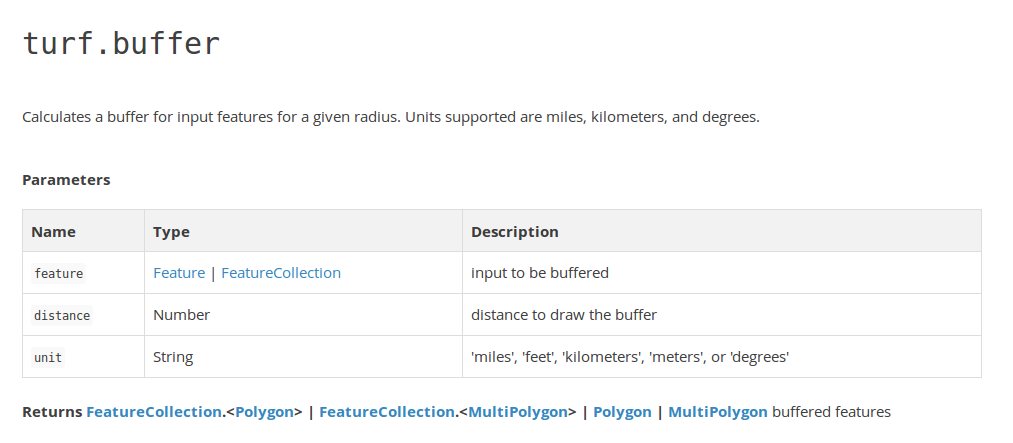 turf.buffer
Calculates a buffer for input features for a given radius. Units supported are miles, kilometers, and degrees.
Parameters
Name Type Description
feature Feature | FeatureCollection input to be buffered
distance Number distance to draw the buffer
unit String 'miles', 'feet', 'kilometers', 'meters', or 'degrees'
Returns FeatureCollection.<Polygon> | FeatureCollection.<MultiPolygon> | Polygon | MultiPolygon buffered features